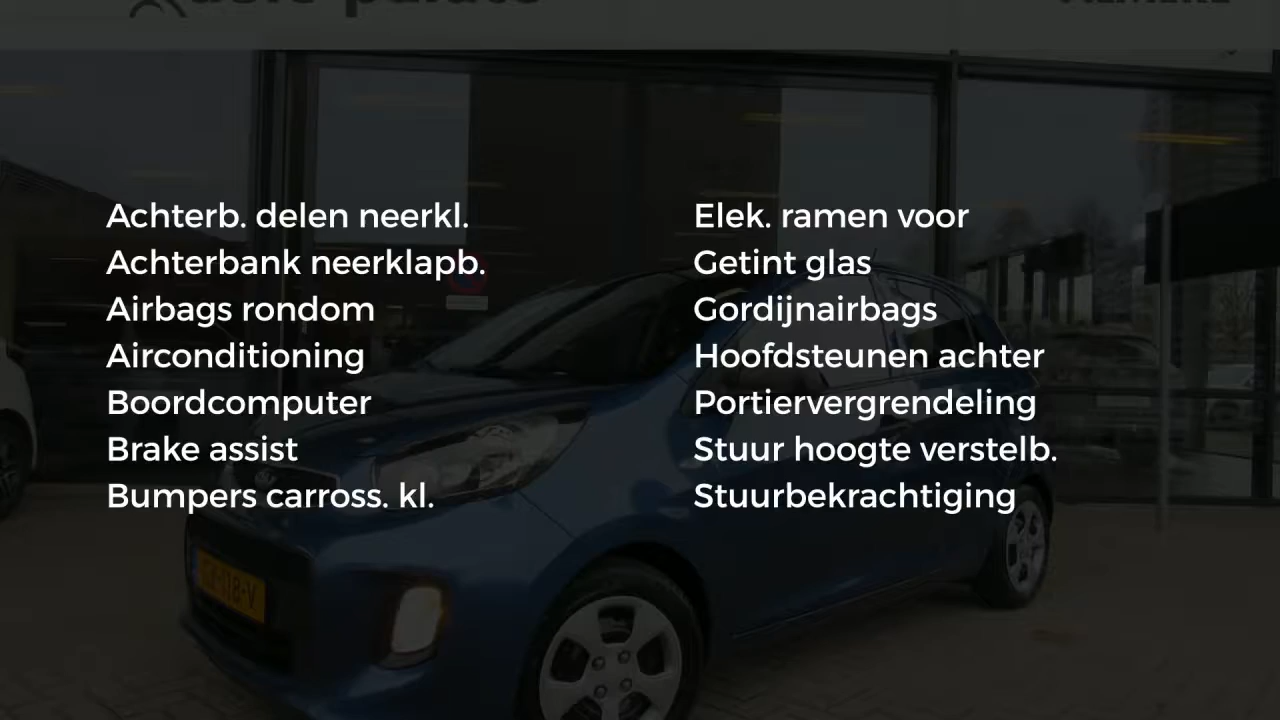 Achterb. delen neerkl.
Achterbank neerklapb.
Airbags rondom
Airconditioning
Boordcomputer
Brake assist
Bumpers carross. kl.
Elek. ramen voor
Getint glas
Gordijnairbags
Hoofdsteunen achter
Portiervergrendeling
Stuur hoogte verstelb.
Stuurbekrachtiging